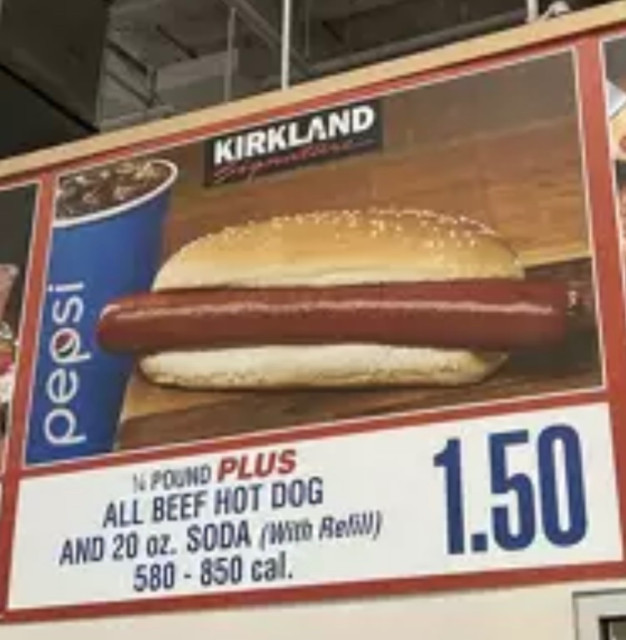 KIRKLAND
Signature
pepsi
¼ POUND PLUS
ALL BEEF HOT DOG
AND 20 oz. SODA (With Refill)
580 - 850 cal.
1.50